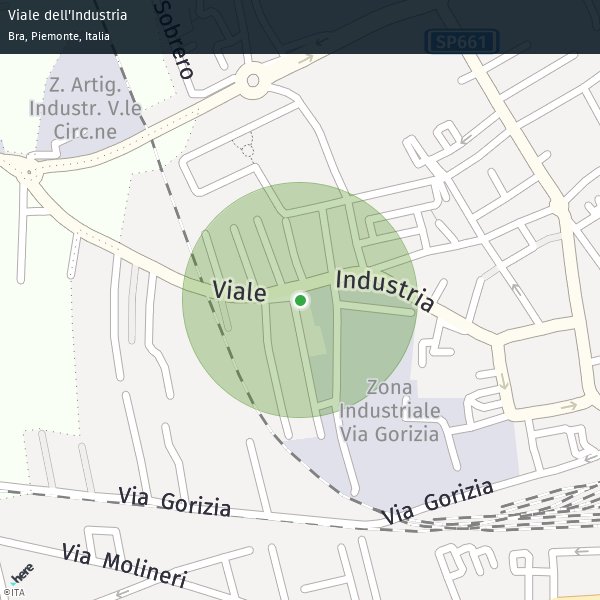 Viale dell'Industria
Bra, Piemonte, Italia
Sobrero
SP661
Z. Artig.
Industr. V.le
Circ.ne
Viale
Industria
Zona
Industriale
Via Gorizia
Via Gorizia
Via Gorizia
Via Molineri
here
©ITA